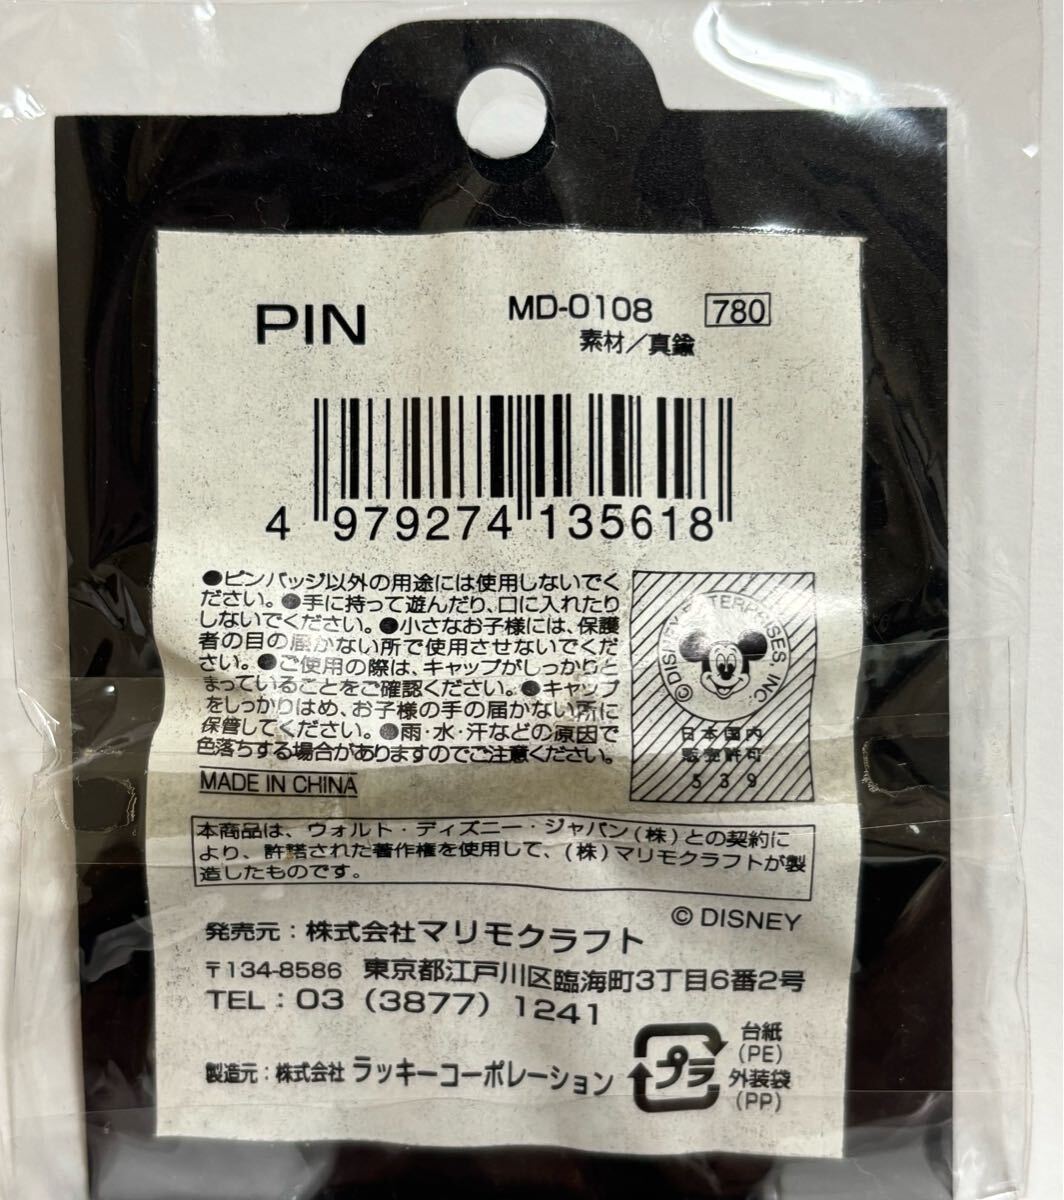 PIN
MD-0108 780
素材/真鍮
4 979274 135618
●ピンバッジ以外の用途には使用しないでく
ださい。●手に持って遊んだり、口に入れたり
しないでください。●小さなお子様には、保護
者の目の届かない所で使用させないでくだ
さい。●ご使用の際は、キャップがしっかりと
まっていることをご確認ください。●キャップ
をしっかりはめ、お子様の手の届かない所に
保管してください。●雨・水・汗などの原因で
色落ちする場合がありますのでご注意ください。
MADE IN CHINA
©DISNEY ENTERPRISES, INC.
日本国内
販売許可
539
本商品は、ウォルト・ディズニー・ジャパン(株)との契約に
より、許諾された著作権を使用して、(株)マリモクラフトが製
造したものです。
© DISNEY
発売元:株式会社マリモクラフト
〒134-8586 東京都江戸川区臨海町3丁目6番2号
TEL:03 (3877) 1241
製造元:株式会社 ラッキーコーポレーション
プラ
台紙
(PE)
外装袋
(PP)